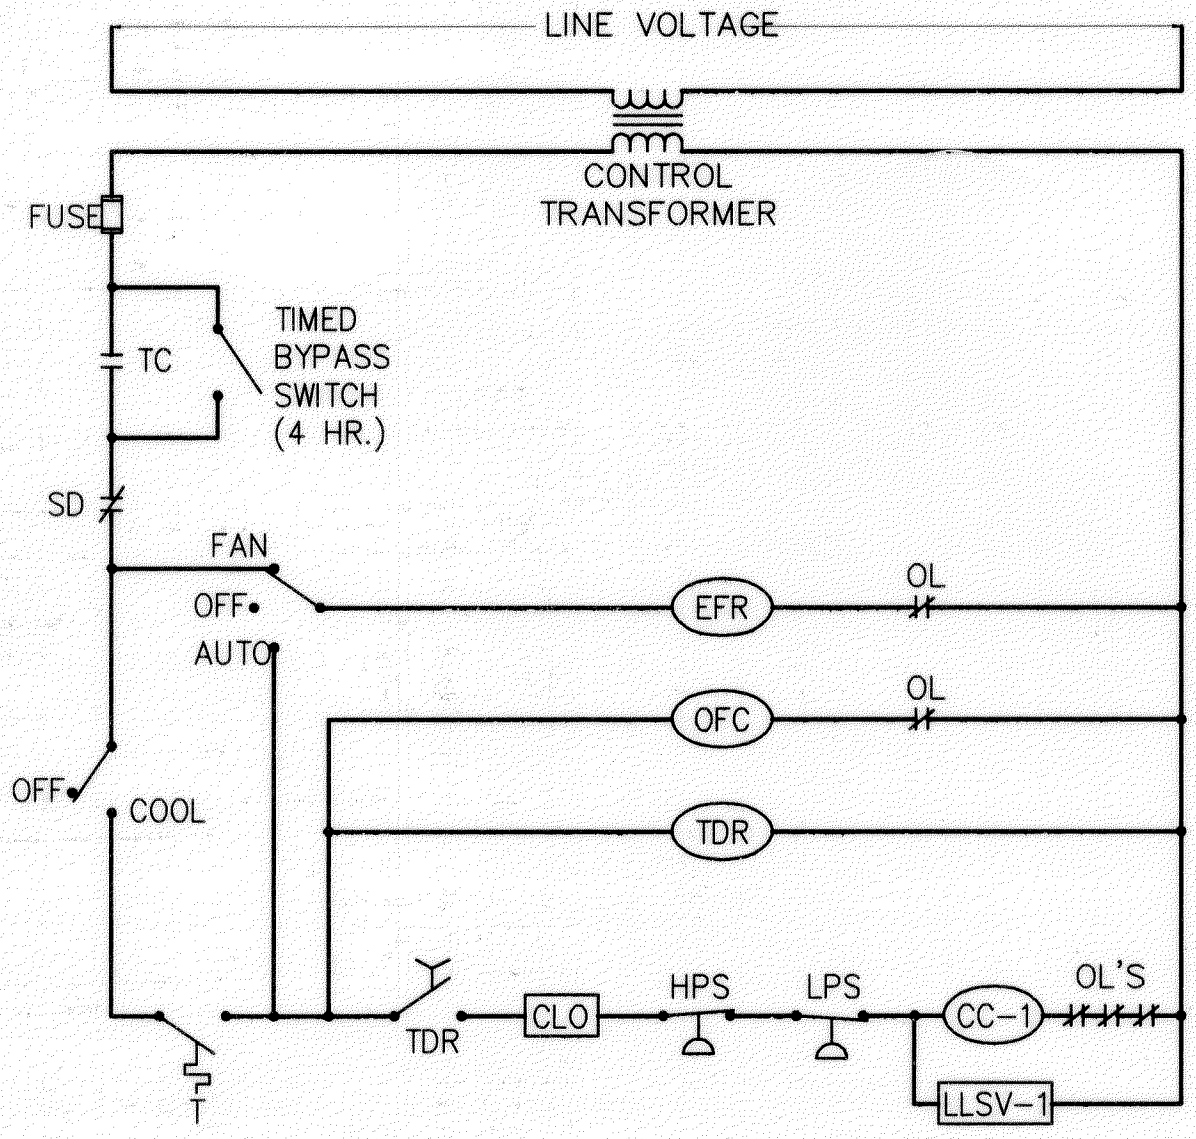 LINE VOLTAGE
CONTROL
TRANSFORMER
FUSE
TC
TIMED
BYPASS
SWITCH
(4 HR.)
SD
FAN
OFF
AUTO
EFR
OL
OFC
OL
OFF
COOL
TDR
TDR
CLO
HPS
LPS
CC-1
OL'S
LLSV-1
T